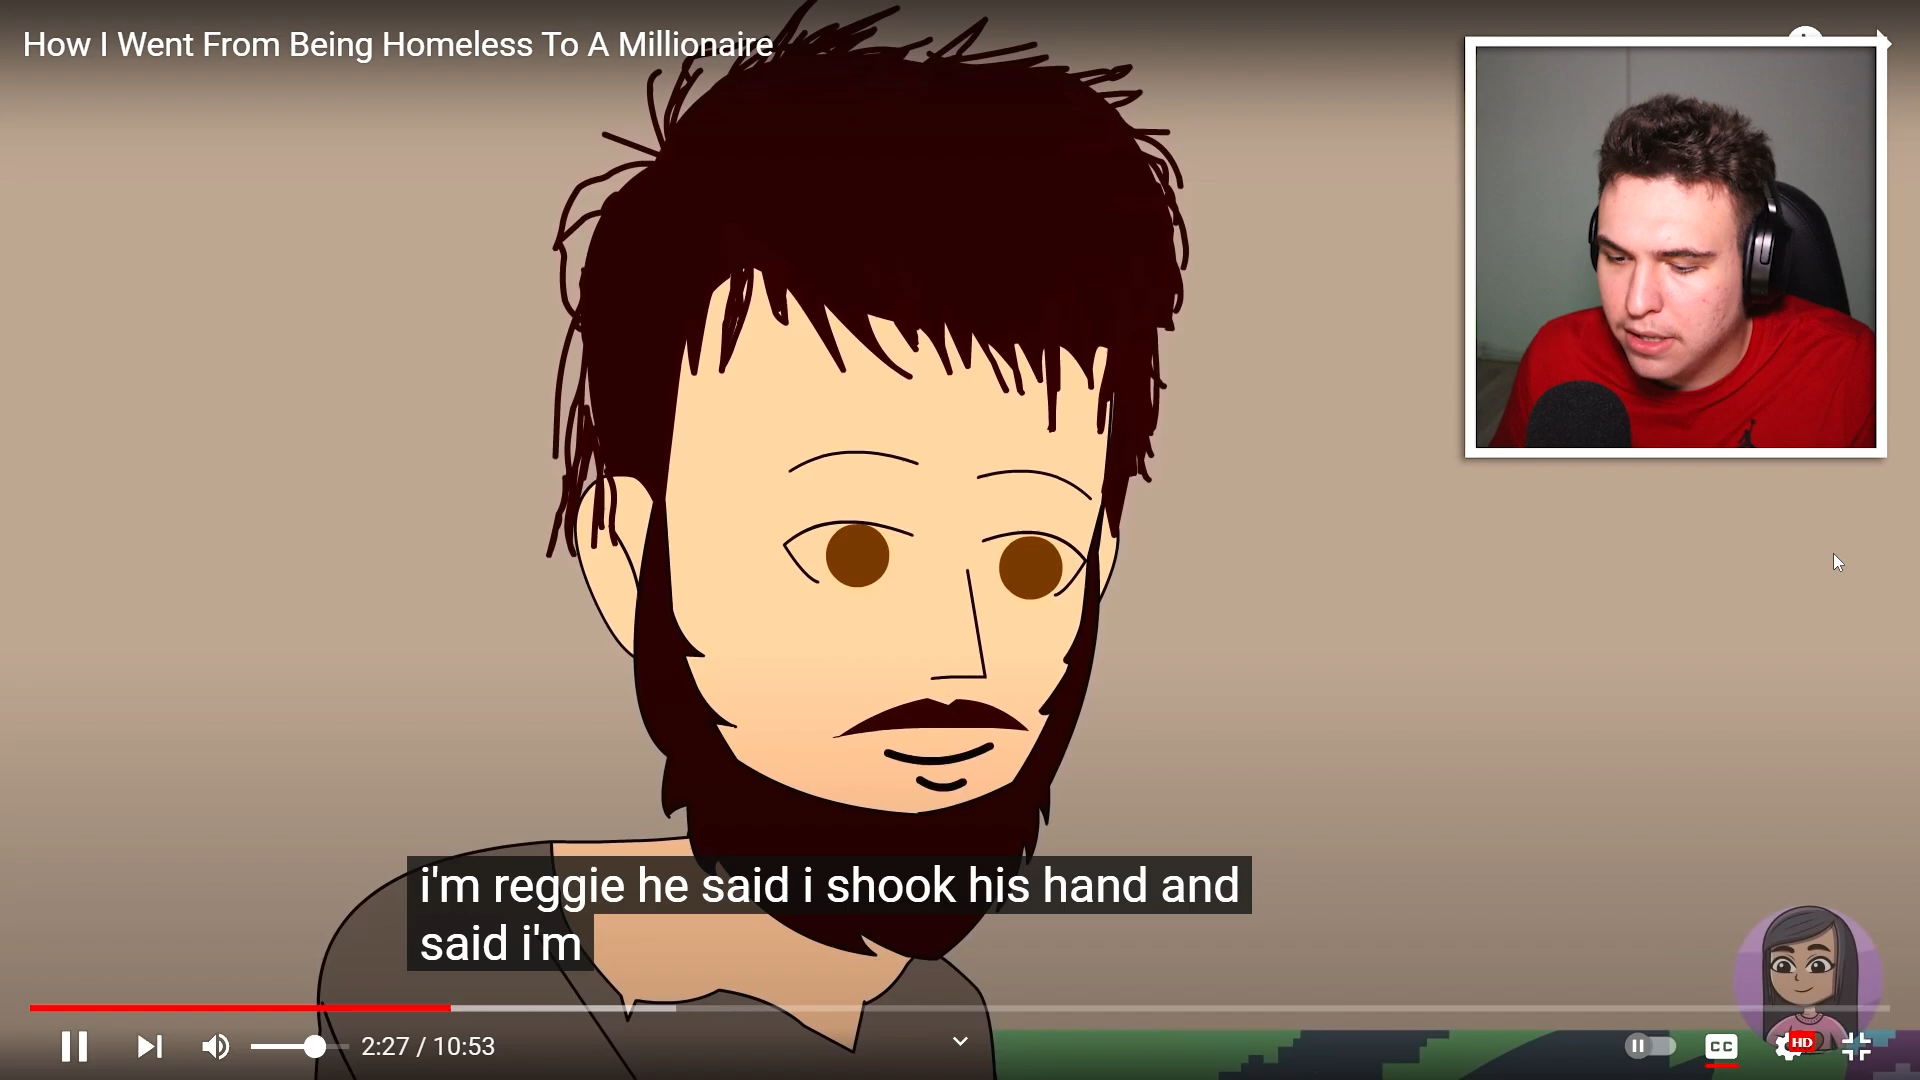 How I Went From Being Homeless To A Millionaire
i'm reggie he said i shook his hand and
said i'm
2:27 / 10:53
CC
HD